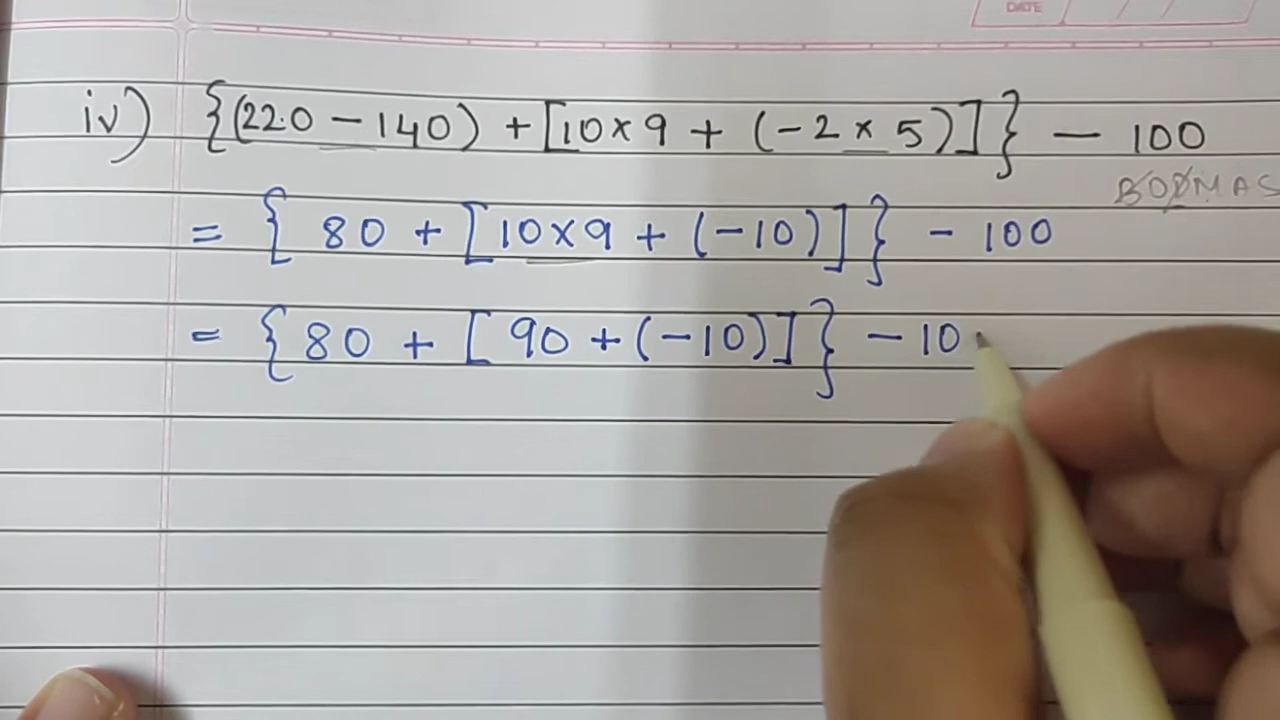 DATE
iv) {(220 - 140) + [10 × 9 + (-2 × 5)]} - 100
BODMAS
= { 80 + [10×9 + (-10)]} - 100
= {80 + [ 90 + (-10)]} - 10